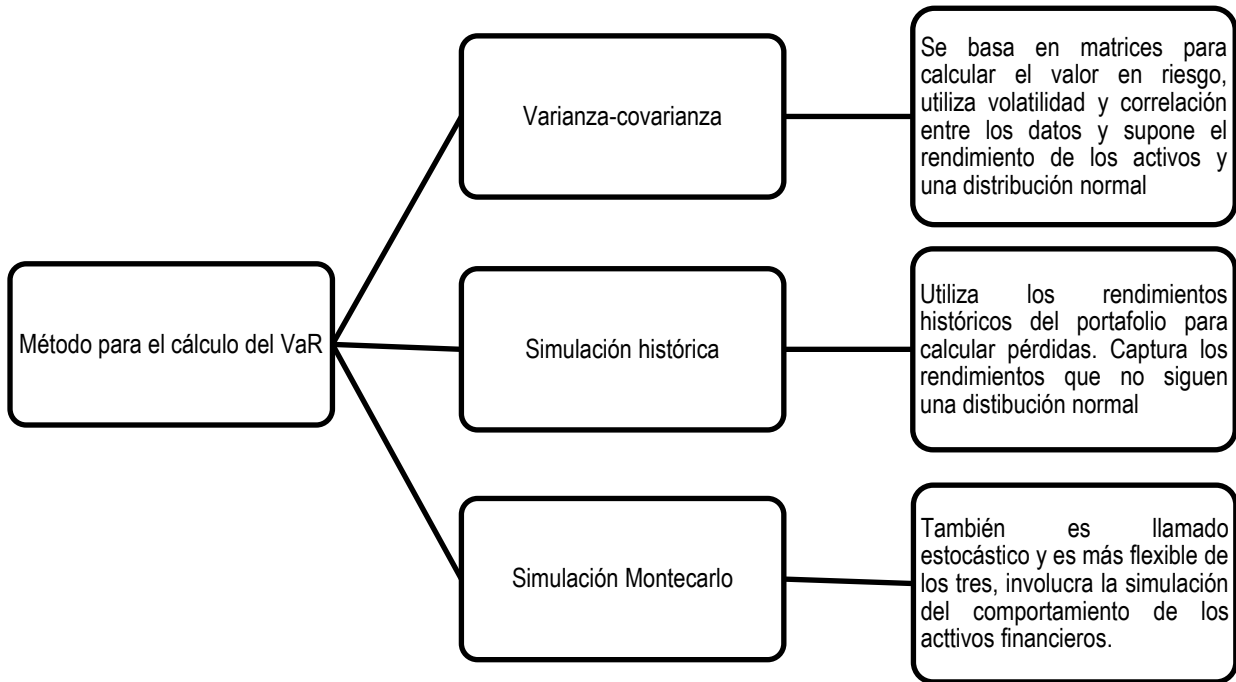 Método para el cálculo del VaR
Varianza-covarianza
Se basa en matrices para
calcular el valor en riesgo,
utiliza volatilidad y correlación
entre los datos y supone el
rendimiento de los activos y
una distribución normal
Simulación histórica
Utiliza los rendimientos
históricos del portafolio para
calcular pérdidas. Captura los
rendimientos que no siguen
una distibución normal
Simulación Montecarlo
También es llamado
estocástico y es más flexible de
los tres, involucra la simulación
del comportamiento de los
acttivos financieros.